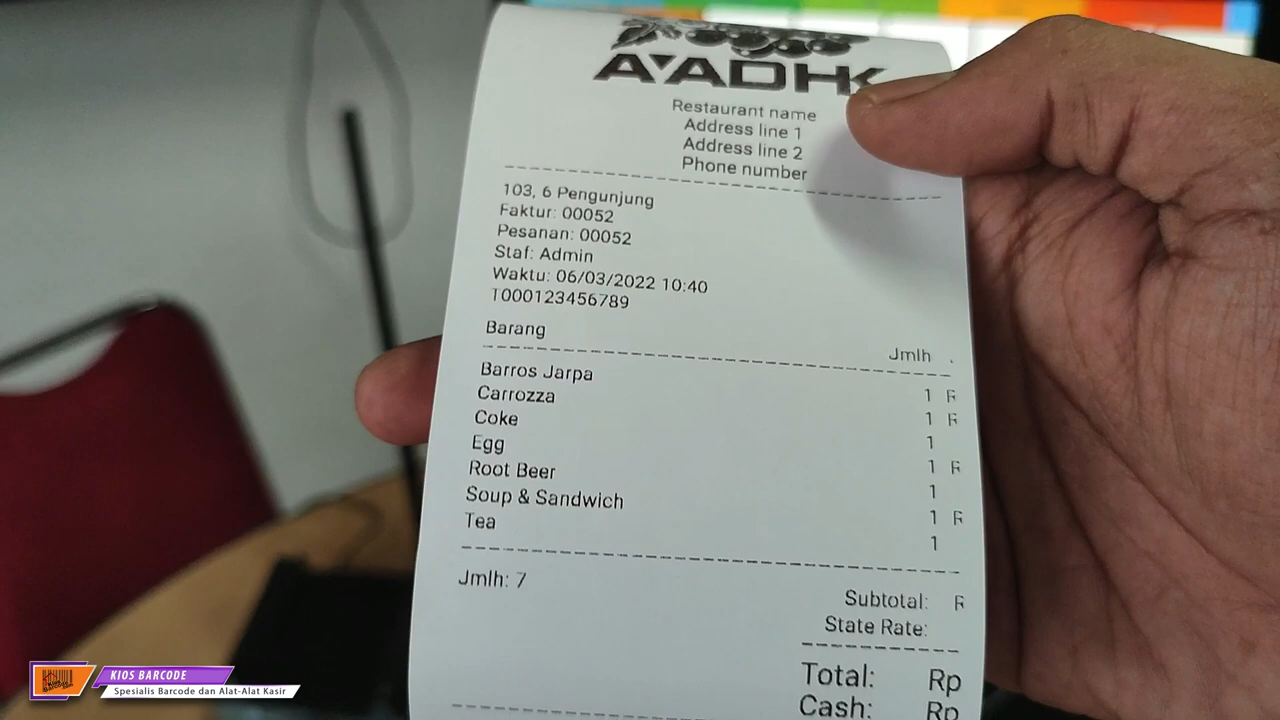 A'ADHK
Restaurant name
Address line 1
Address line 2
Phone number
103, 6 Pengunjung
Faktur: 00052
Pesanan: 00052
Staf: Admin
Waktu: 06/03/2022 10:40
T000123456789
Barang Jmlh .
Barros Jarpa 1 R
Carrozza 1 R
Coke 1
Egg 1 R
Root Beer 1
Soup & Sandwich 1 R
Tea 1
Jmlh: 7
Subtotal: R
State Rate:
Total: Rp
Cash: Rp
KIOS BARCODE
Spesialis Barcode dan Alat-Alat Kasir